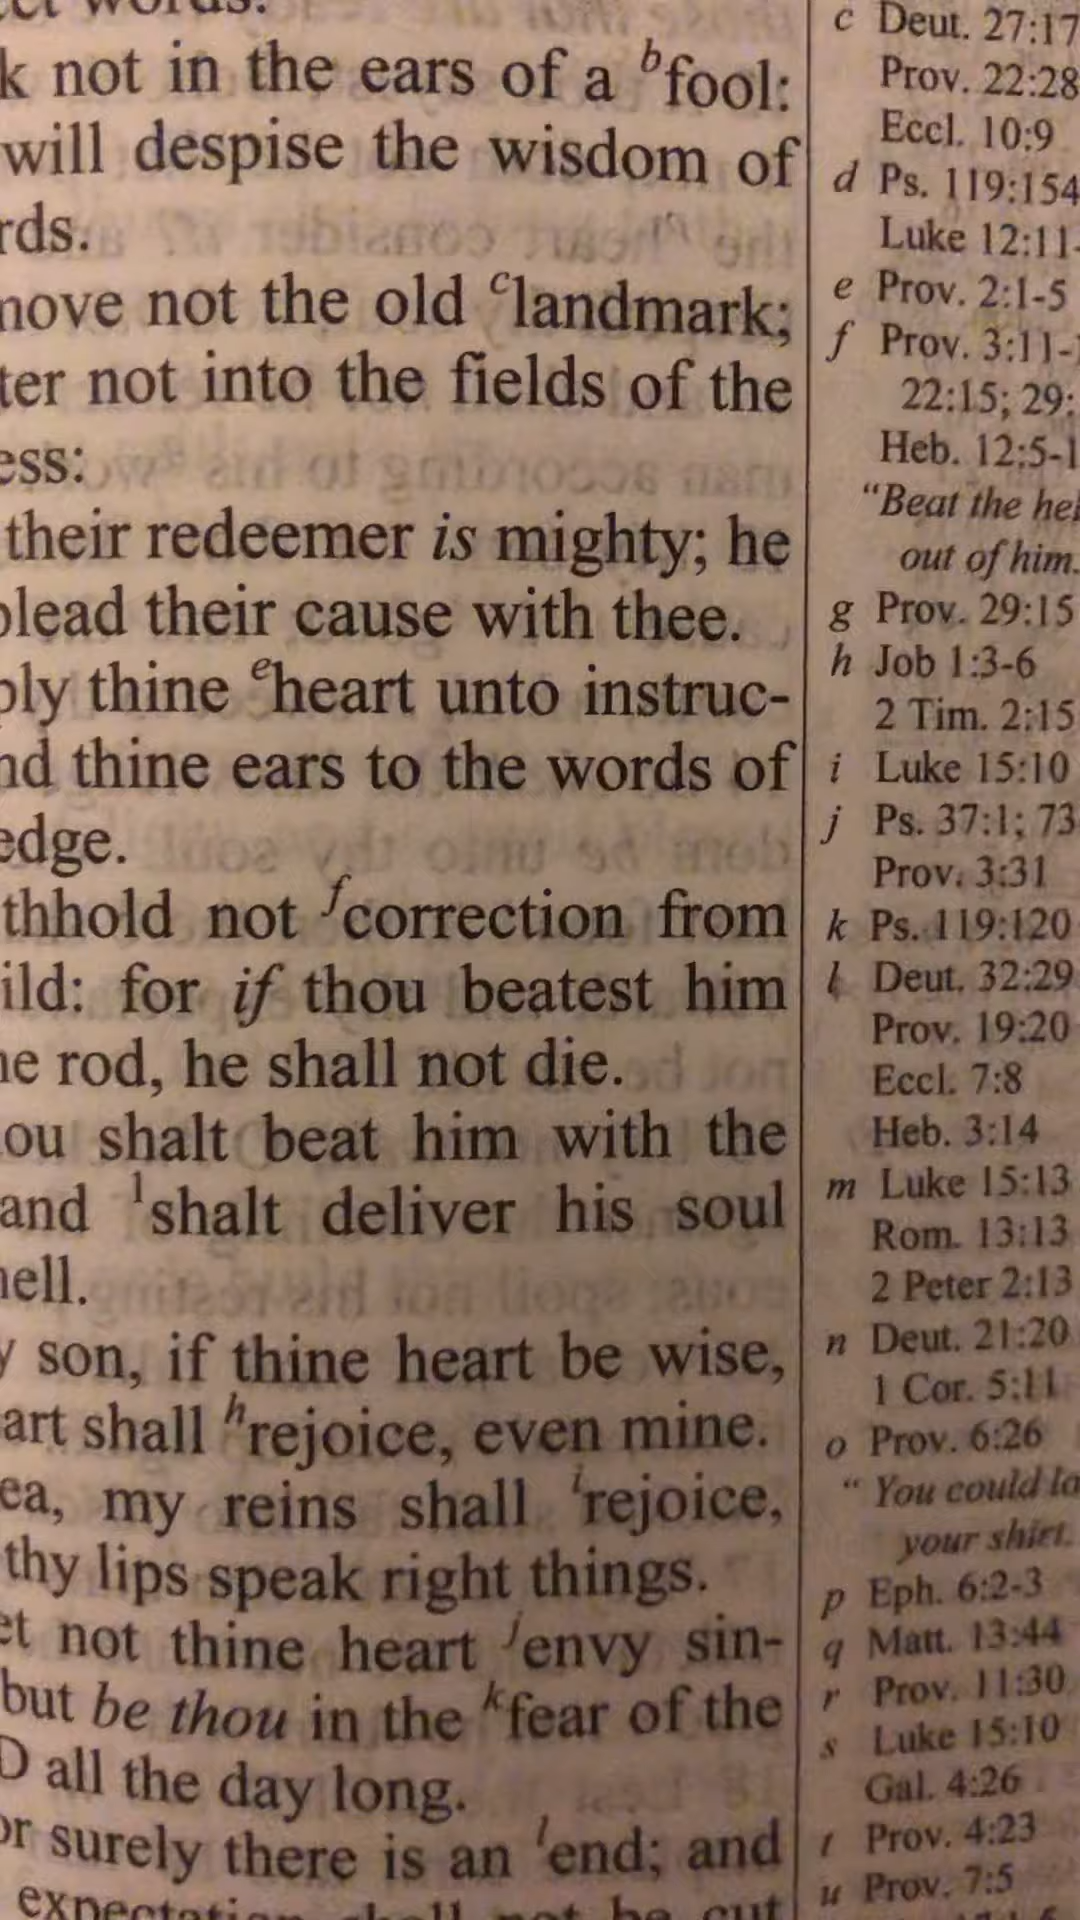 k not in the ears of a ᵇfool:
will despise the wisdom of
rds.
nove not the old ᶜlandmark;
ter not into the fields of the
ess:
their redeemer is mighty; he
plead their cause with thee.
ply thine ᵉheart unto instruc-
nd thine ears to the words of
edge.
thhold not ᶠcorrection from
ild: for if thou beatest him
he rod, he shall not die.
ou shalt beat him with the
and ¹shalt deliver his soul
hell.
y son, if thine heart be wise,
art shall ʰrejoice, even mine.
ea, my reins shall ⁱrejoice,
thy lips speak right things.
et not thine heart ʲenvy sin-
but be thou in the ᵏfear of the
D all the day long.
or surely there is an ˡend; and
expectation shall not be cut
c Deut. 27:17
Prov. 22:28
Eccl. 10:9
d Ps. 119:154
Luke 12:11-
e Prov. 2:1-5
f Prov. 3:11-
22:15; 29:
Heb. 12:5-1
“Beat the hel
out of him.
g Prov. 29:15
h Job 1:3-6
2 Tim. 2:15
i Luke 15:10
j Ps. 37:1; 73
Prov. 3:31
k Ps. 119:120
l Deut. 32:29
Prov. 19:20
Eccl. 7:8
Heb. 3:14
m Luke 15:13
Rom. 13:13
2 Peter 2:13
n Deut. 21:20
1 Cor. 5:11
o Prov. 6:26
“ You could lo
your shirt.
p Eph. 6:2-3
q Matt. 13:44
r Prov. 11:30
s Luke 15:10
Gal. 4:26
t Prov. 4:23
u Prov. 7:5